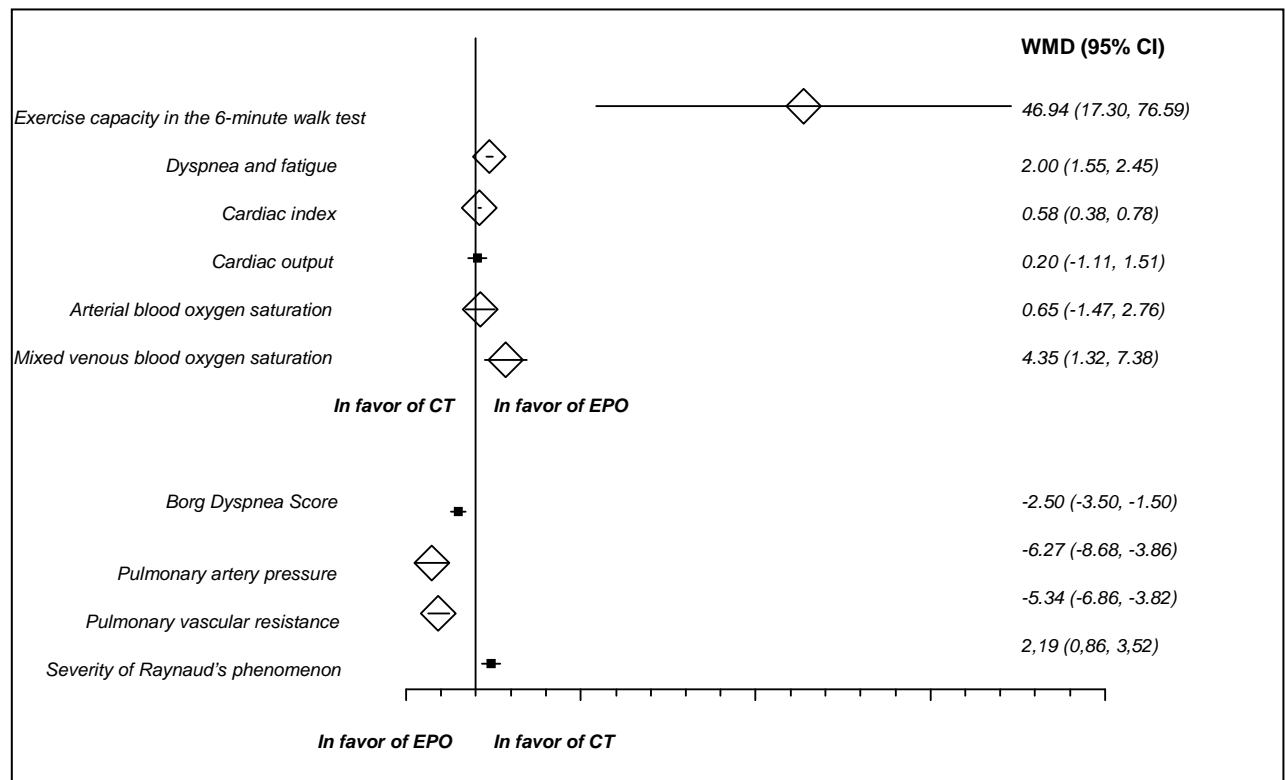 WMD (95% CI)
Exercise capacity in the 6-minute walk test 46.94 (17.30, 76.59)
Dyspnea and fatigue 2.00 (1.55, 2.45)
Cardiac index 0.58 (0.38, 0.78)
Cardiac output 0.20 (-1.11, 1.51)
Arterial blood oxygen saturation 0.65 (-1.47, 2.76)
Mixed venous blood oxygen saturation 4.35 (1.32, 7.38)
In favor of CT In favor of EPO
Borg Dyspnea Score -2.50 (-3.50, -1.50)
Pulmonary artery pressure -6.27 (-8.68, -3.86)
Pulmonary vascular resistance -5.34 (-6.86, -3.82)
Severity of Raynaud’s phenomenon 2,19 (0,86, 3,52)
In favor of EPO In favor of CT